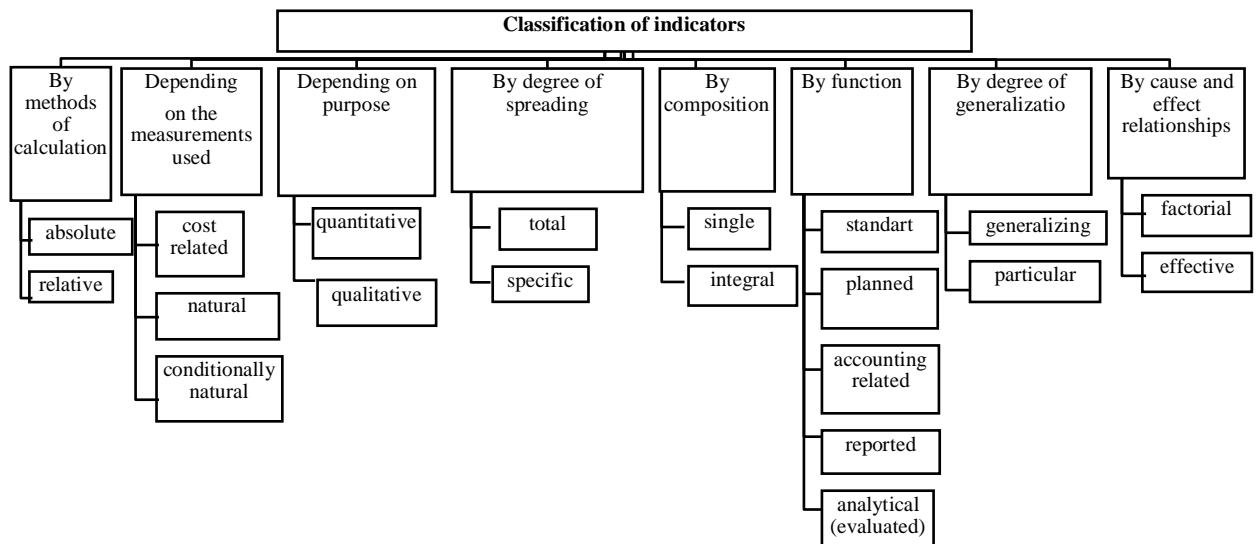 Classification of indicators
By
methods
of
calculation
absolute
relative
Depending
on the
measurements
used
cost
related
natural
conditionally
natural
Depending on
purpose
quantitative
qualitative
By degree of
spreading
total
specific
By
composition
single
integral
By function
standart
planned
accounting
related
reported
analytical
(evaluated)
By degree of
generalizatio
generalizing
particular
By cause and
effect
relationships
factorial
effective